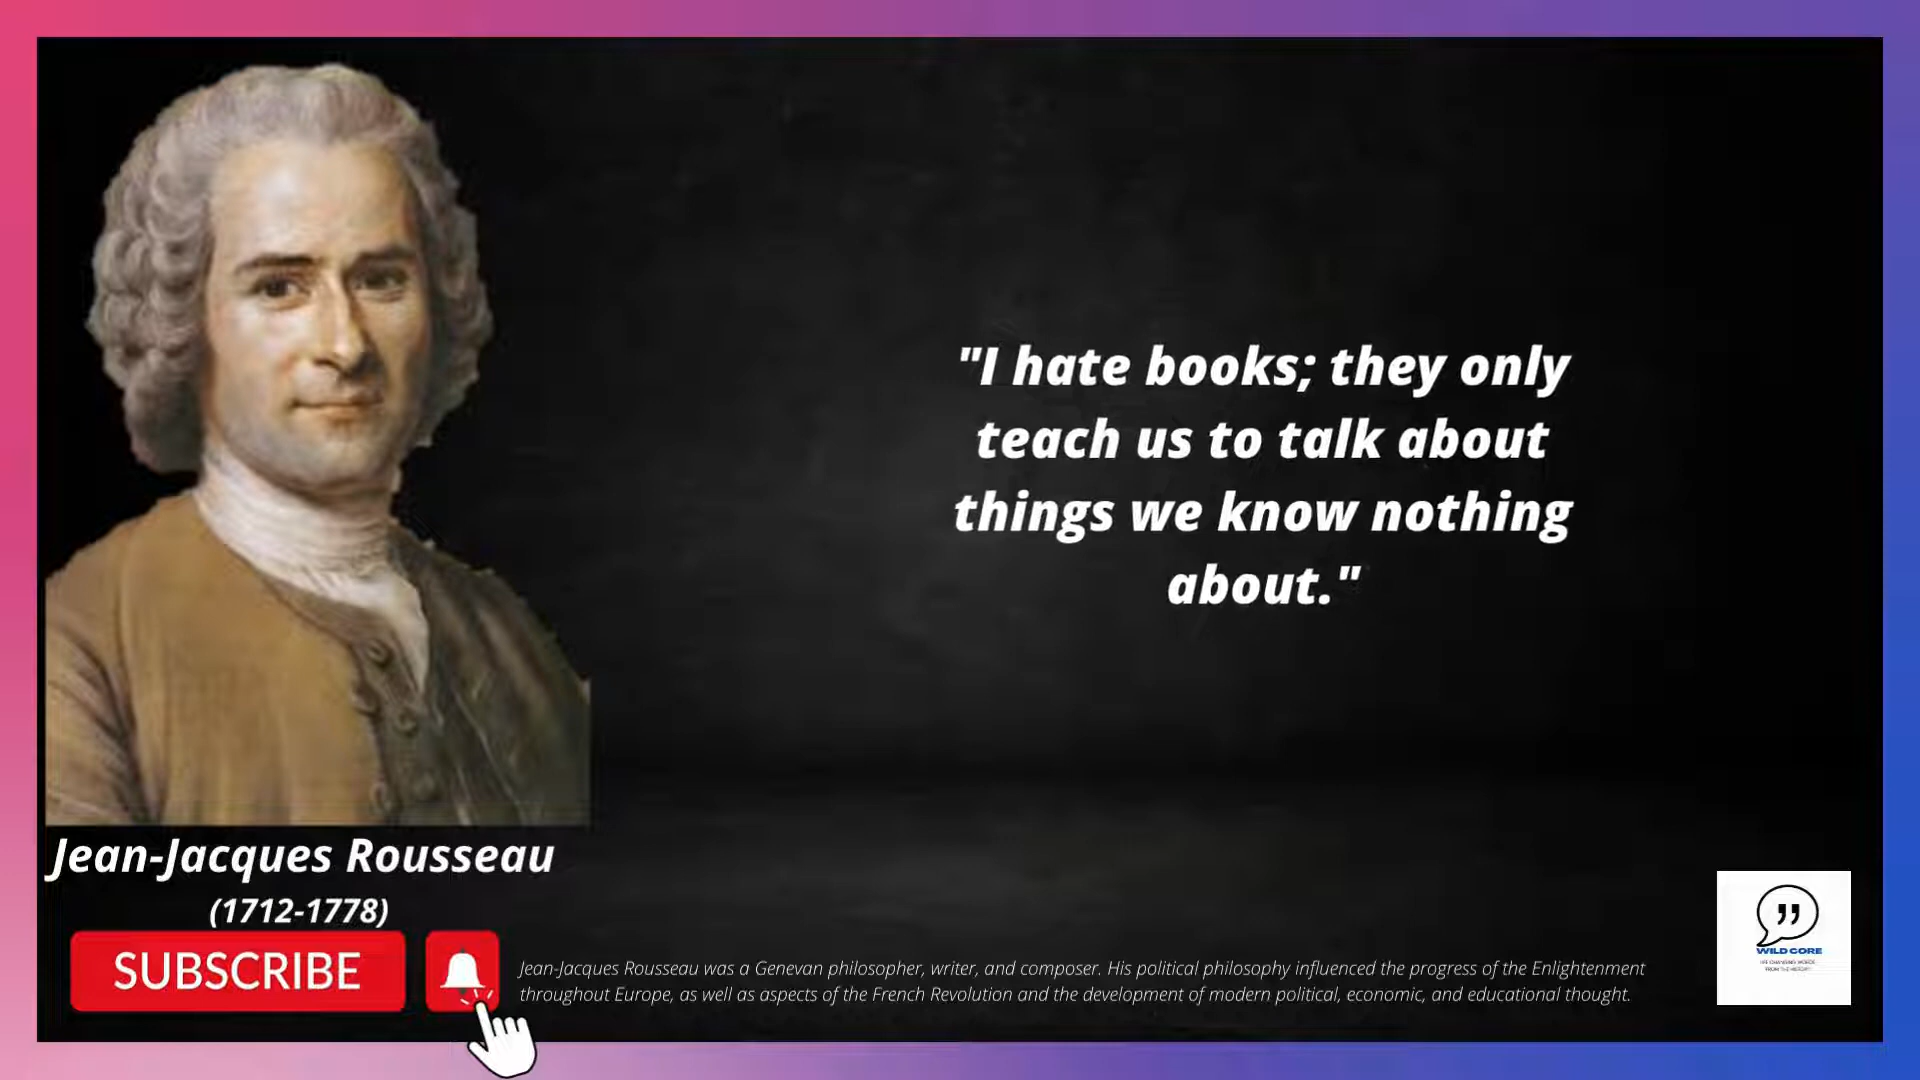 "I hate books; they only
teach us to talk about
things we know nothing
about."
Jean-Jacques Rousseau
(1712-1778)
SUBSCRIBE
Jean-Jacques Rousseau was a Genevan philosopher, writer, and composer. His political philosophy influenced the progress of the Enlightenment
throughout Europe, as well as aspects of the French Revolution and the development of modern political, economic, and educational thought.
WILD CORE